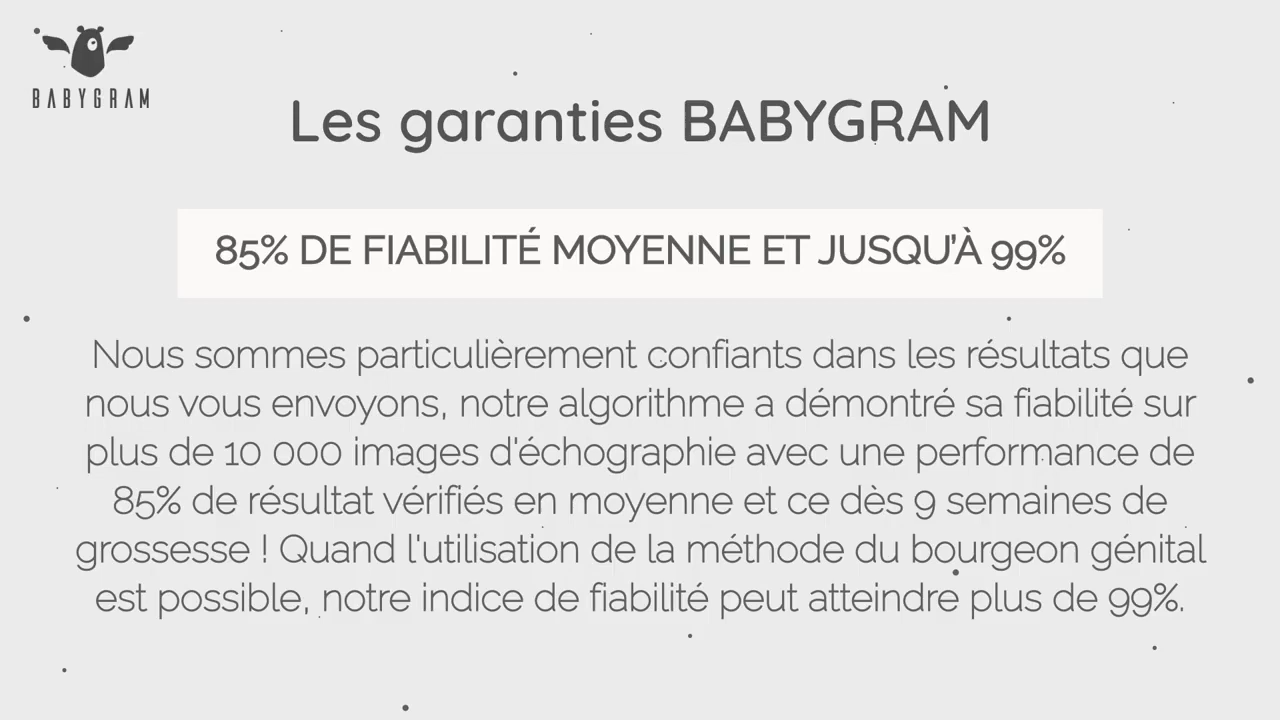 BABYGRAM
Les garanties BABYGRAM
85% DE FIABILITÉ MOYENNE ET JUSQU'À 99%
Nous sommes particulièrement confiants dans les résultats que
nous vous envoyons, notre algorithme a démontré sa fiabilité sur
plus de 10 000 images d'échographie avec une performance de
85% de résultat vérifiés en moyenne et ce dès 9 semaines de
grossesse ! Quand l'utilisation de la méthode du bourgeon génital
est possible, notre indice de fiabilité peut atteindre plus de 99%.